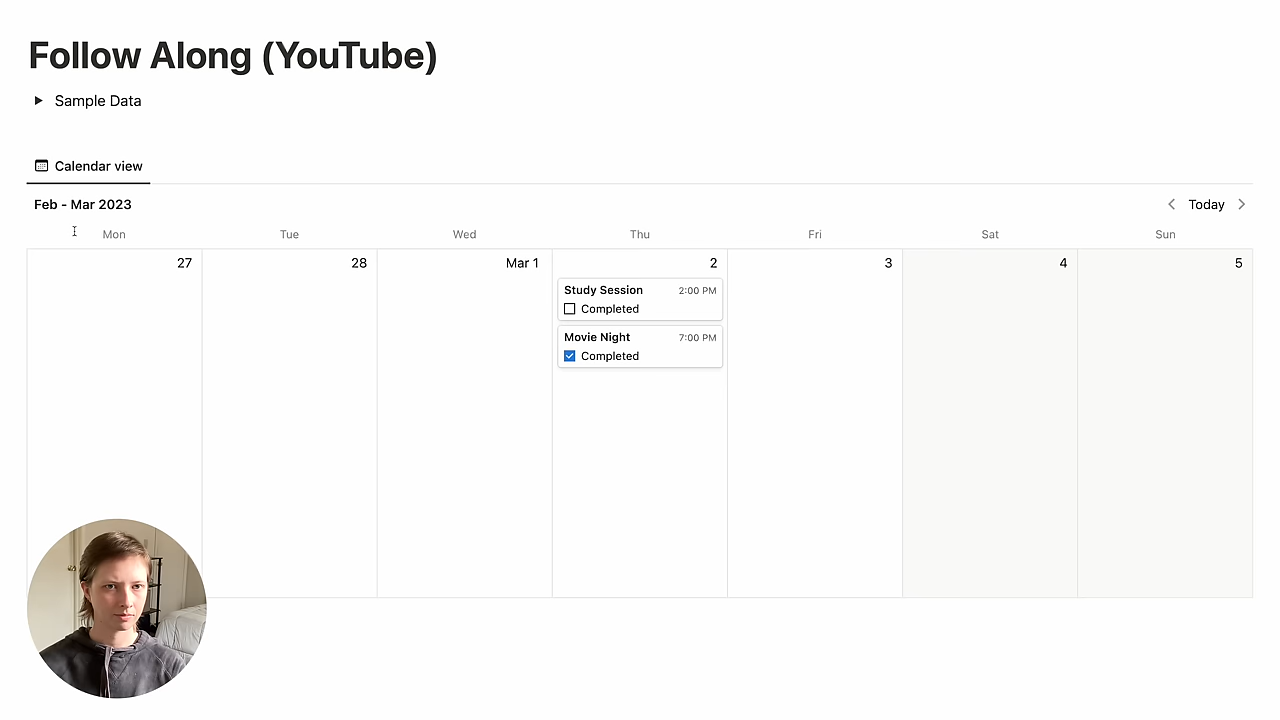 Follow Along (YouTube)
Sample Data
Calendar view
Feb - Mar 2023
Today
Mon Tue Wed Thu Fri Sat Sun
27 28 Mar 1 2 3 4 5
Study Session 2:00 PM
Completed
Movie Night 7:00 PM
Completed